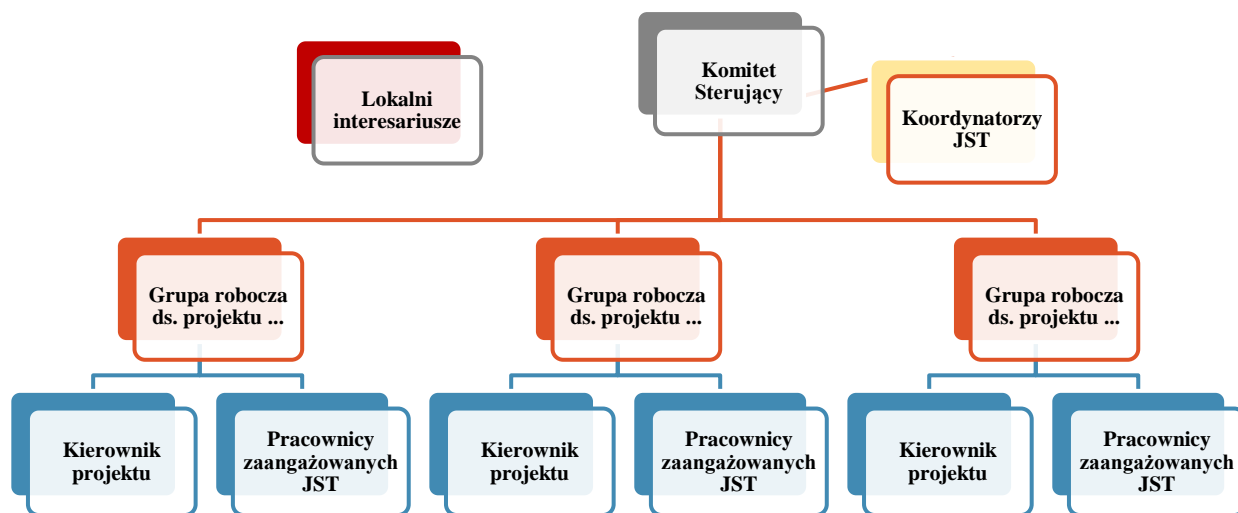 Komitet
Sterujący
Lokalni
interesariusze
Koordynatorzy
JST
Grupa robocza
ds. projektu ...
Grupa robocza
ds. projektu ...
Grupa robocza
ds. projektu ...
Kierownik
projektu
Pracownicy
zaangażowanych
JST
Kierownik
projektu
Pracownicy
zaangażowanych
JST
Kierownik
projektu
Pracownicy
zaangażowanych
JST